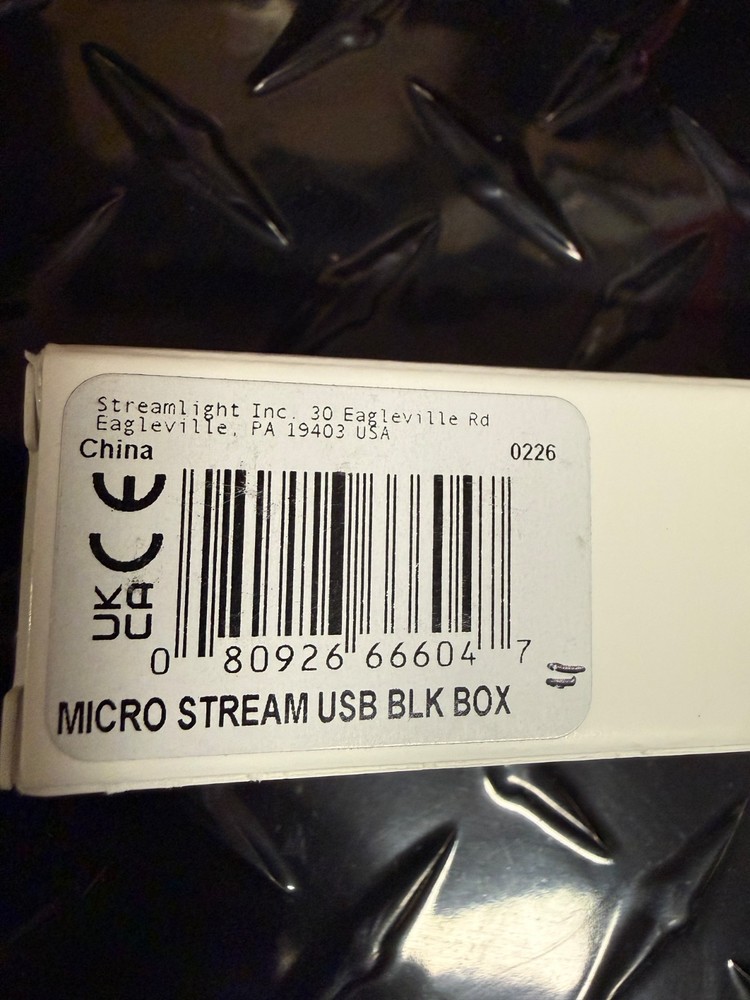 Streamlight Inc. 30 Eagleville Rd
Eagleville, PA 19403 USA
China 0226
CE
UK
CA
0 80926 66604 7
MICRO STREAM USB BLK BOX